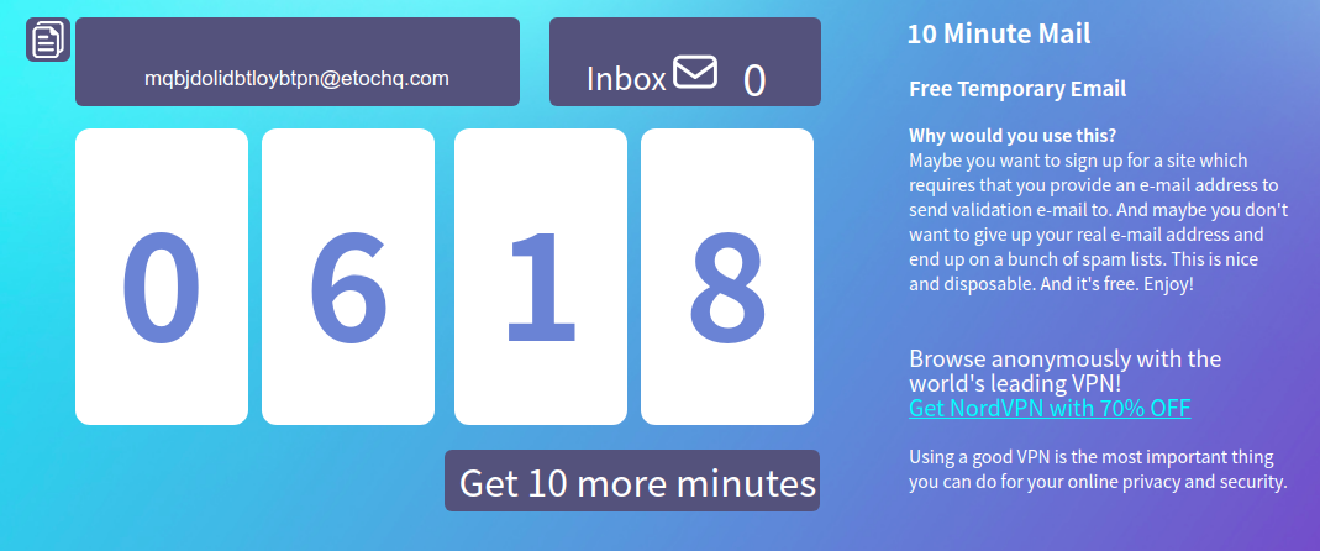 mqbjdolidbtloybtpn@etochq.com
Inbox 0
0 6 1 8
Get 10 more minutes
10 Minute Mail
Free Temporary Email
Why would you use this?
Maybe you want to sign up for a site which
requires that you provide an e-mail address to
send validation e-mail to. And maybe you don't
want to give up your real e-mail address and
end up on a bunch of spam lists. This is nice
and disposable. And it's free. Enjoy!
Browse anonymously with the
world's leading VPN!
Get NordVPN with 70% OFF
Using a good VPN is the most important thing
you can do for your online privacy and security.